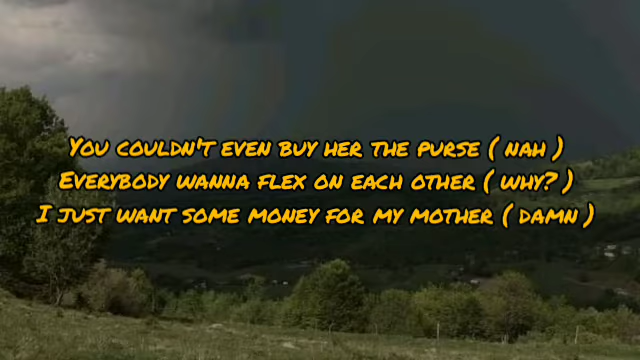 You couldn't even buy her the purse ( nah )
Everybody wanna flex on each other ( why? )
I just want some money for my mother ( damn )